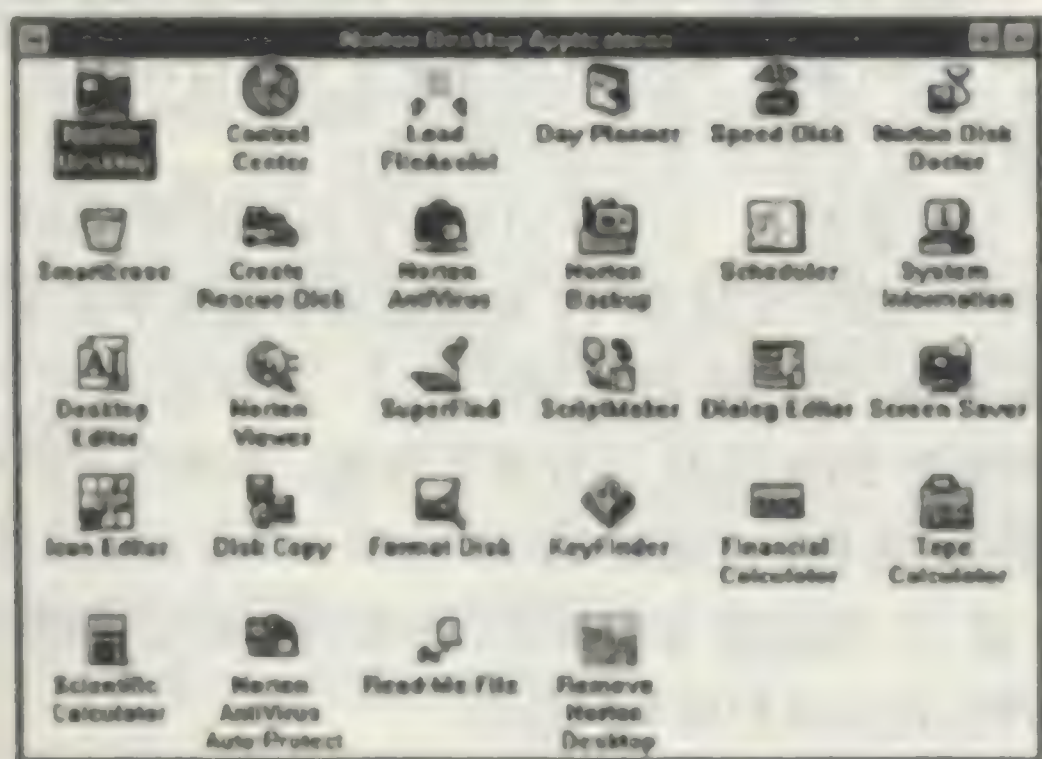 Norton Desktop Applications
Norton Control Load Day Planner Speed Disk Norton Disk
Desktop Center FileAssist Doctor
SmartErase Create Norton Norton Scheduler System
Rescue Disk AntiVirus Backup Information
Desktop Norton SuperFind ScriptMaker Dialog Editor Screen Saver
Editor Viewer
Icon Editor Disk Copy Format Disk KeyFinder Financial Tape
Calculator Calculator
Scientific Norton Read Me File Remove
Calculator AntiVirus Norton
Auto Protect Desktop